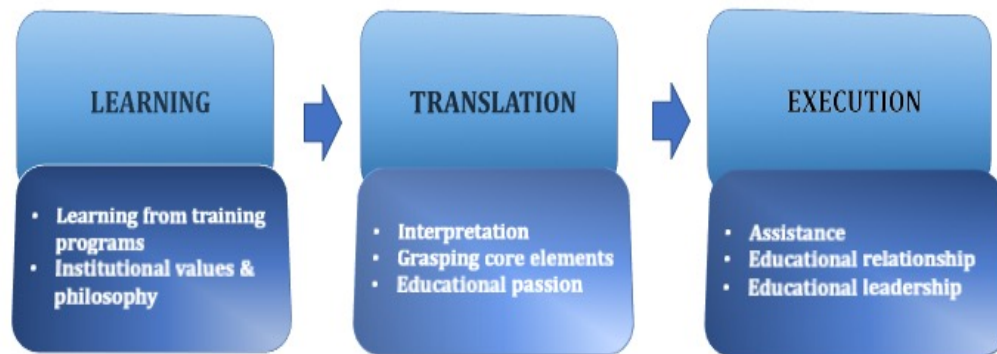 LEARNING
• Learning from training
programs
• Institutional values &
philosophy
TRANSLATION
• Interpretation
• Grasping core elements
• Educational passion
EXECUTION
• Assistance
• Educational relationship
• Educational leadership